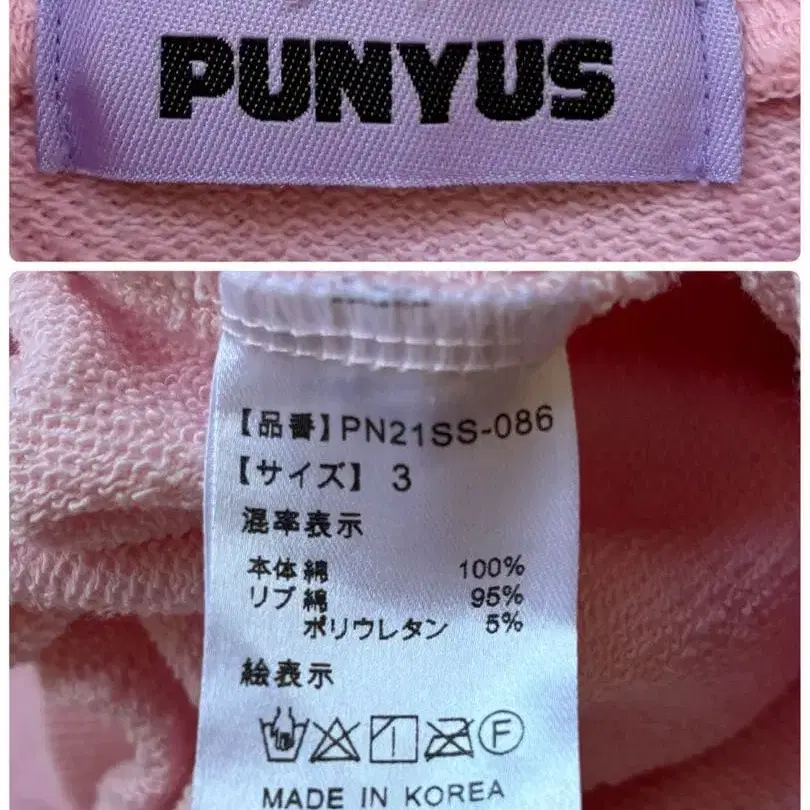 PUNYUS
【品番】PN21SS-086
【サイズ】 3
混率表示
本体 綿 100%
リブ 綿 95%
ポリウレタン 5%
絵表示
F
MADE IN KOREA